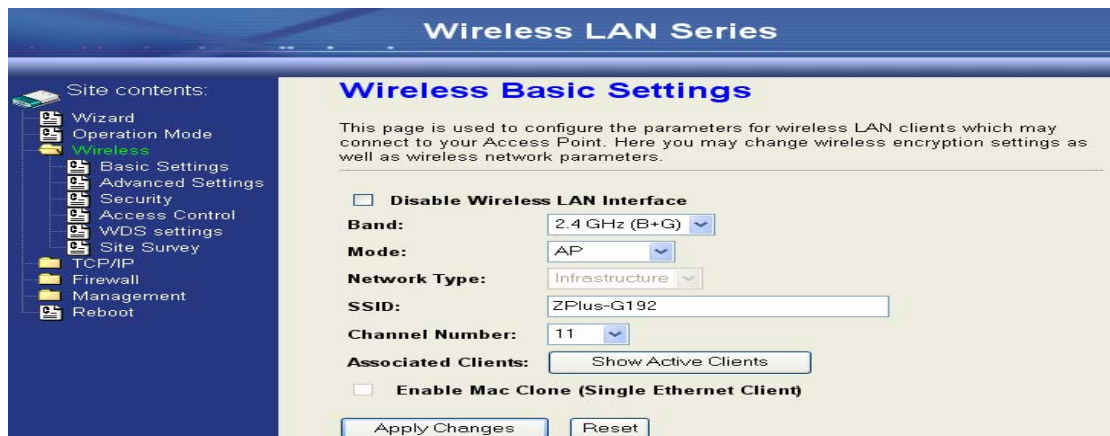 Wireless LAN Series
Site contents:
Wizard
Operation Mode
Wireless
Basic Settings
Advanced Settings
Security
Access Control
WDS settings
Site Survey
TCP/IP
Firewall
Management
Reboot
Wireless Basic Settings
This page is used to configure the parameters for wireless LAN clients which may
connect to your Access Point. Here you may change wireless encryption settings as
well as wireless network parameters.
Disable Wireless LAN Interface
Band: 2.4 GHz (B+G)
Mode: AP
Network Type: Infrastructure
SSID: ZPlus-G192
Channel Number: 11
Associated Clients: Show Active Clients
Enable Mac Clone (Single Ethernet Client)
Apply Changes Reset